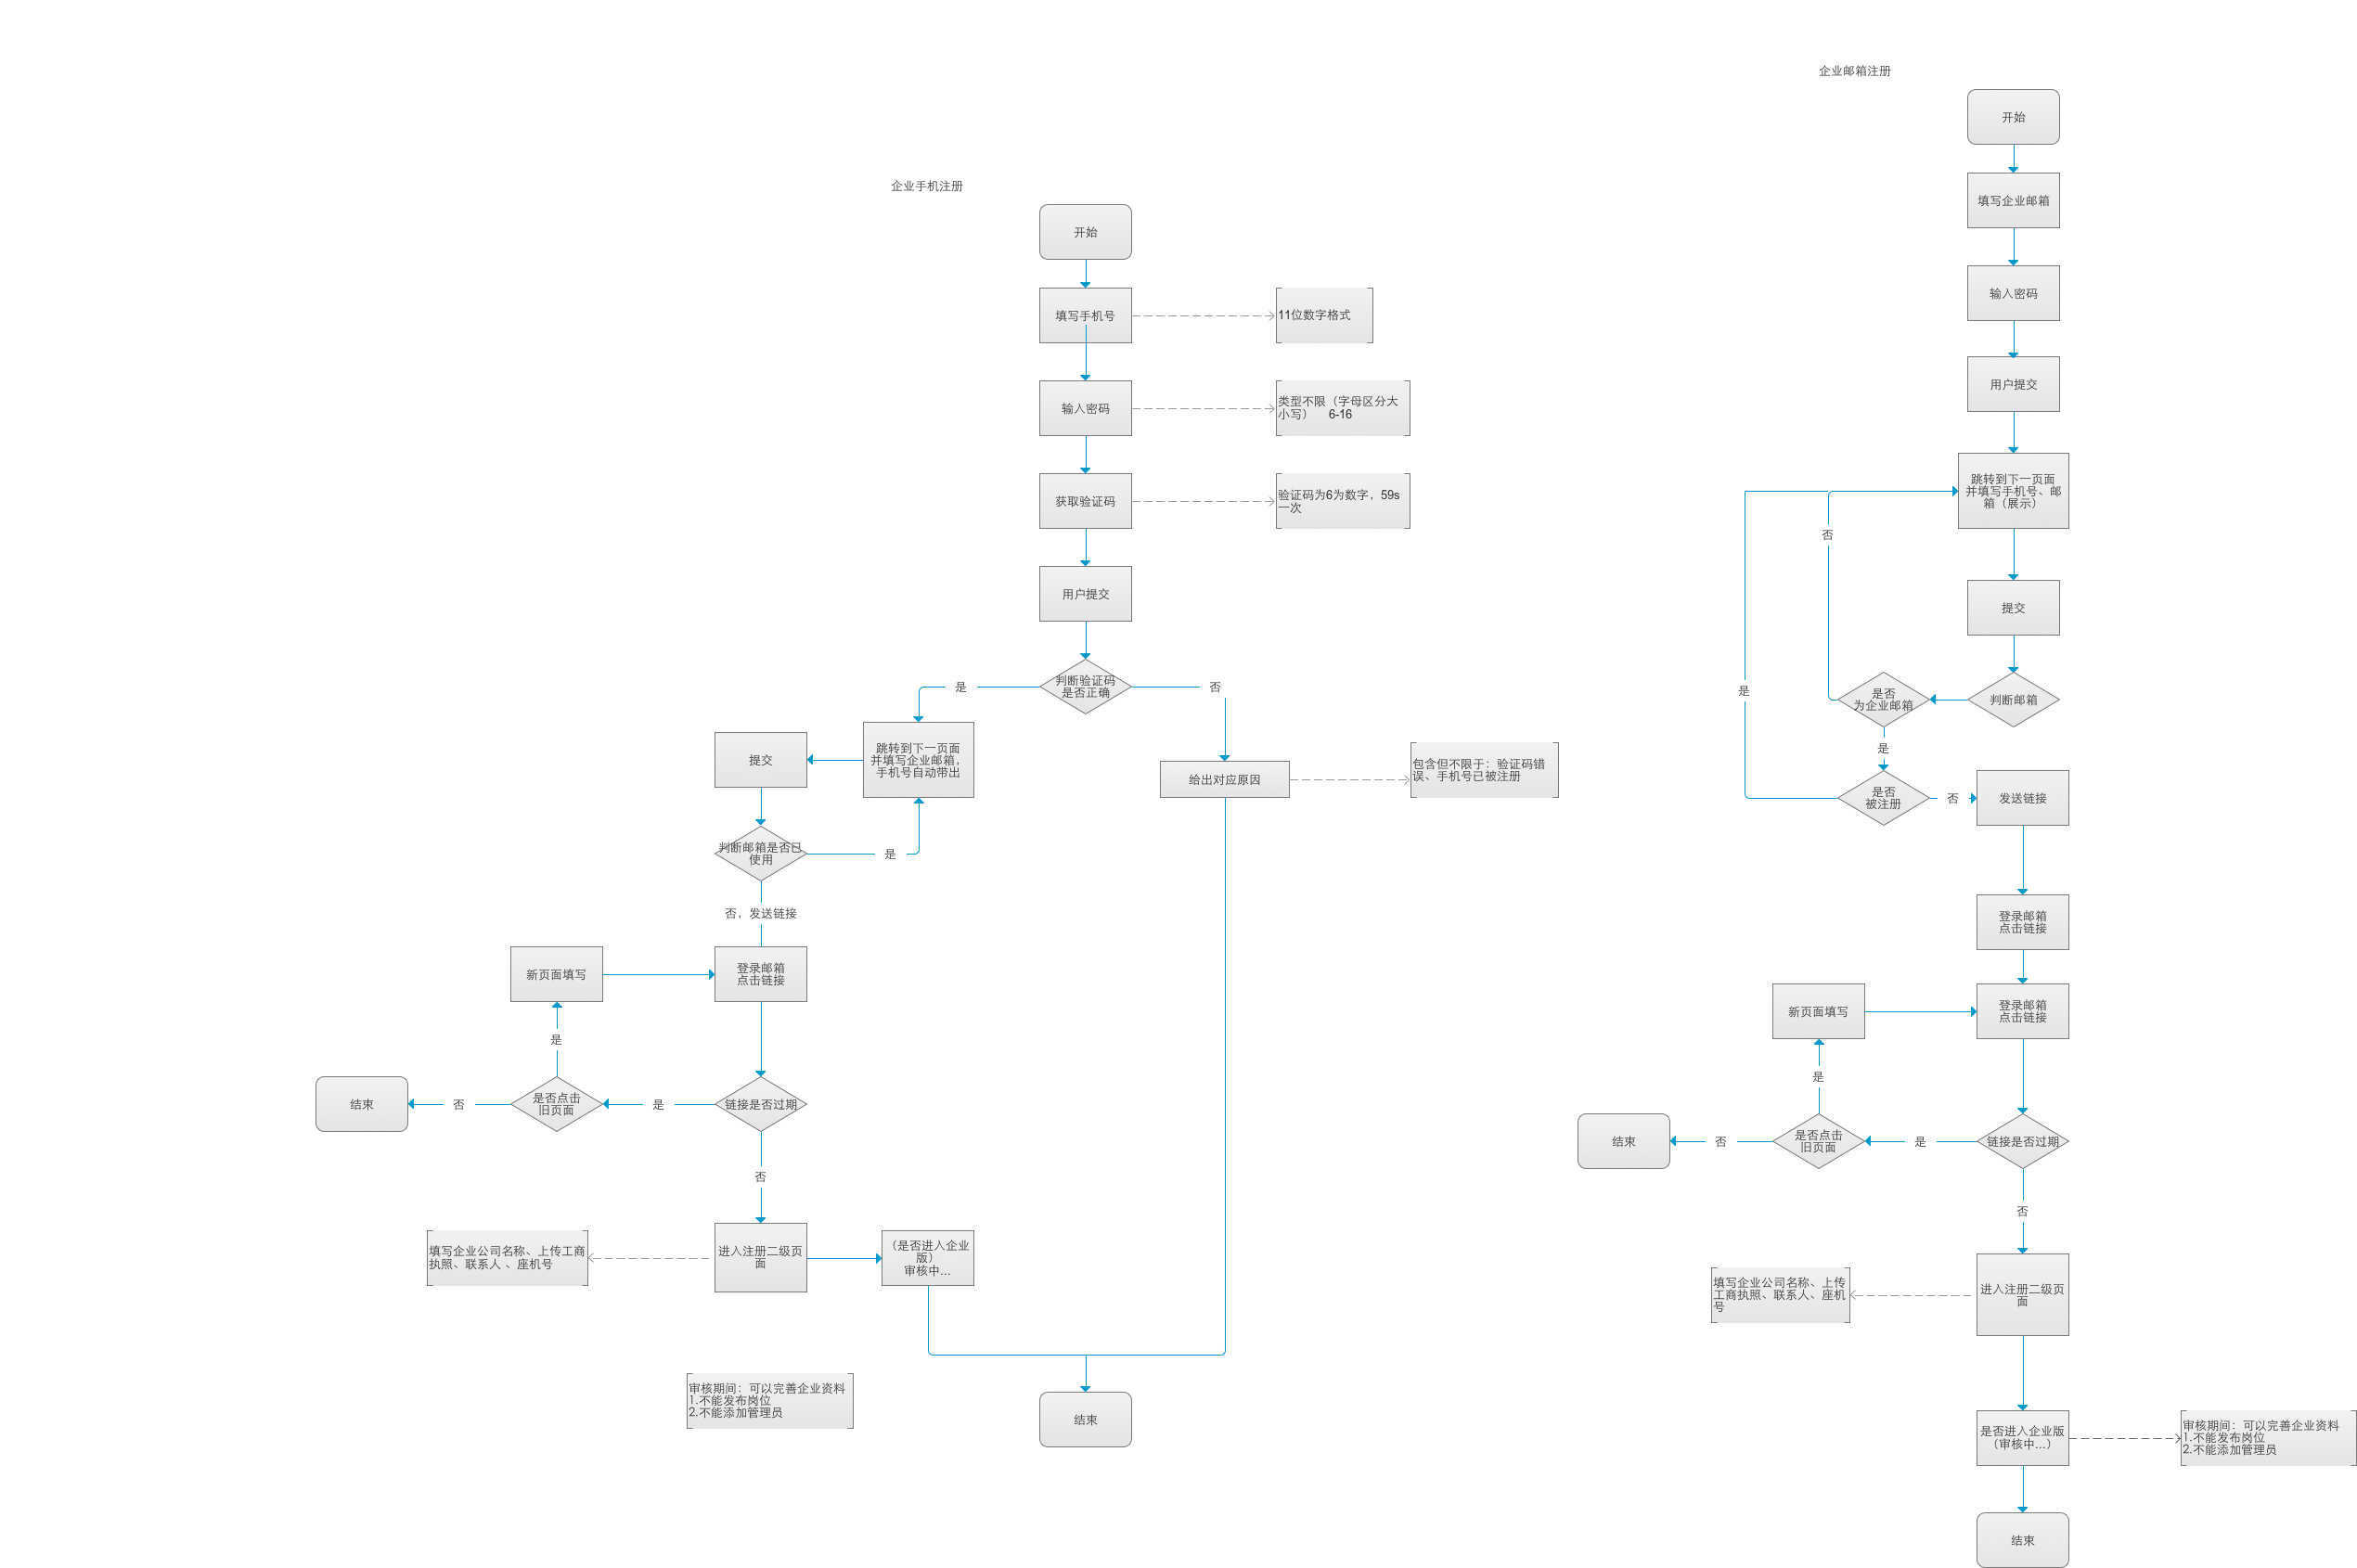 企业手机注册
开始
填写手机号
11位数字格式
输入密码
类型不限（字母区分大
小写） 6-16
获取验证码
验证码为6为数字，59s
一次
用户提交
判断验证码
是否正确
是
否
跳转到下一页面
并填写企业邮箱，
手机号自动带出
提交
给出对应原因
包含但不限于：验证码错
误、手机号已被注册
判断邮箱是否已
使用
是
否，发送链接
新页面填写
登录邮箱
点击链接
是
结束
否
是否点击
旧页面
是
链接是否过期
否
填写企业公司名称、上传工商
执照、联系人 、座机号
进入注册二级页
面
（是否进入企业
版）
审核中...
审核期间：可以完善企业资料
1.不能发布岗位
2.不能添加管理员
结束
企业邮箱注册
开始
填写企业邮箱
输入密码
用户提交
跳转到下一页面
并填写手机号、邮
箱（展示）
否
提交
是
是否
为企业邮箱
判断邮箱
是
是否
被注册
否
发送链接
登录邮箱
点击链接
新页面填写
登录邮箱
点击链接
是
结束
否
是否点击
旧页面
是
链接是否过期
否
填写企业公司名称、上传
工商执照、联系人、座机
号
进入注册二级页
面
是否进入企业版
（审核中...）
审核期间：可以完善企业资料
1.不能发布岗位
2.不能添加管理员
结束